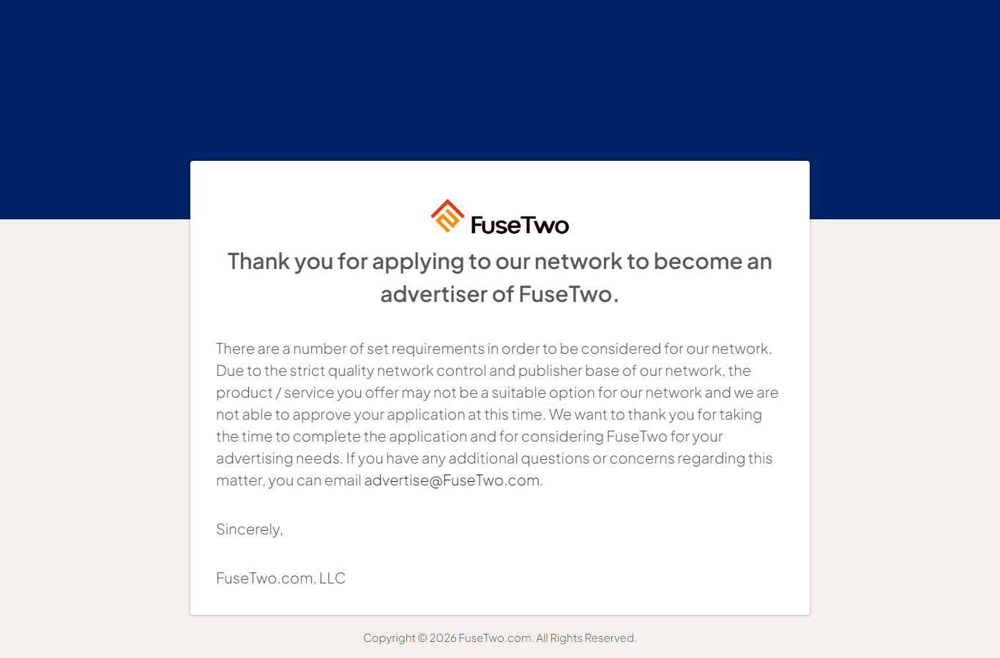 FuseTwo
Thank you for applying to our network to become an
advertiser of FuseTwo.
There are a number of set requirements in order to be considered for our network.
Due to the strict quality network control and publisher base of our network, the
product / service you offer may not be a suitable option for our network and we are
not able to approve your application at this time. We want to thank you for taking
the time to complete the application and for considering FuseTwo for your
advertising needs. If you have any additional questions or concerns regarding this
matter, you can email advertise@FuseTwo.com.
Sincerely,
FuseTwo.com, LLC
Copyright © 2026 FuseTwo.com. All Rights Reserved.